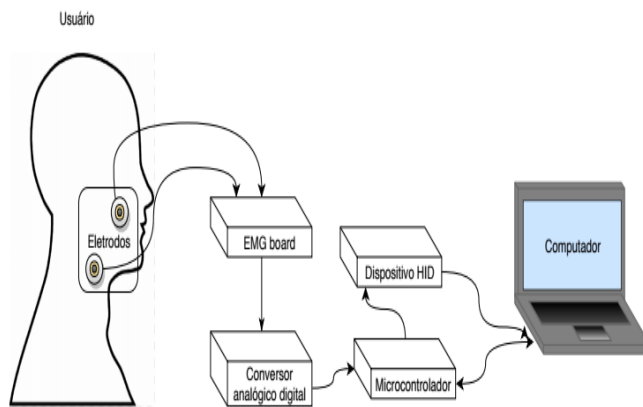 Usuário
Eletrodos
EMG board
Conversor
analógico digital
Dispositivo HID
Microcontrolador
Computador